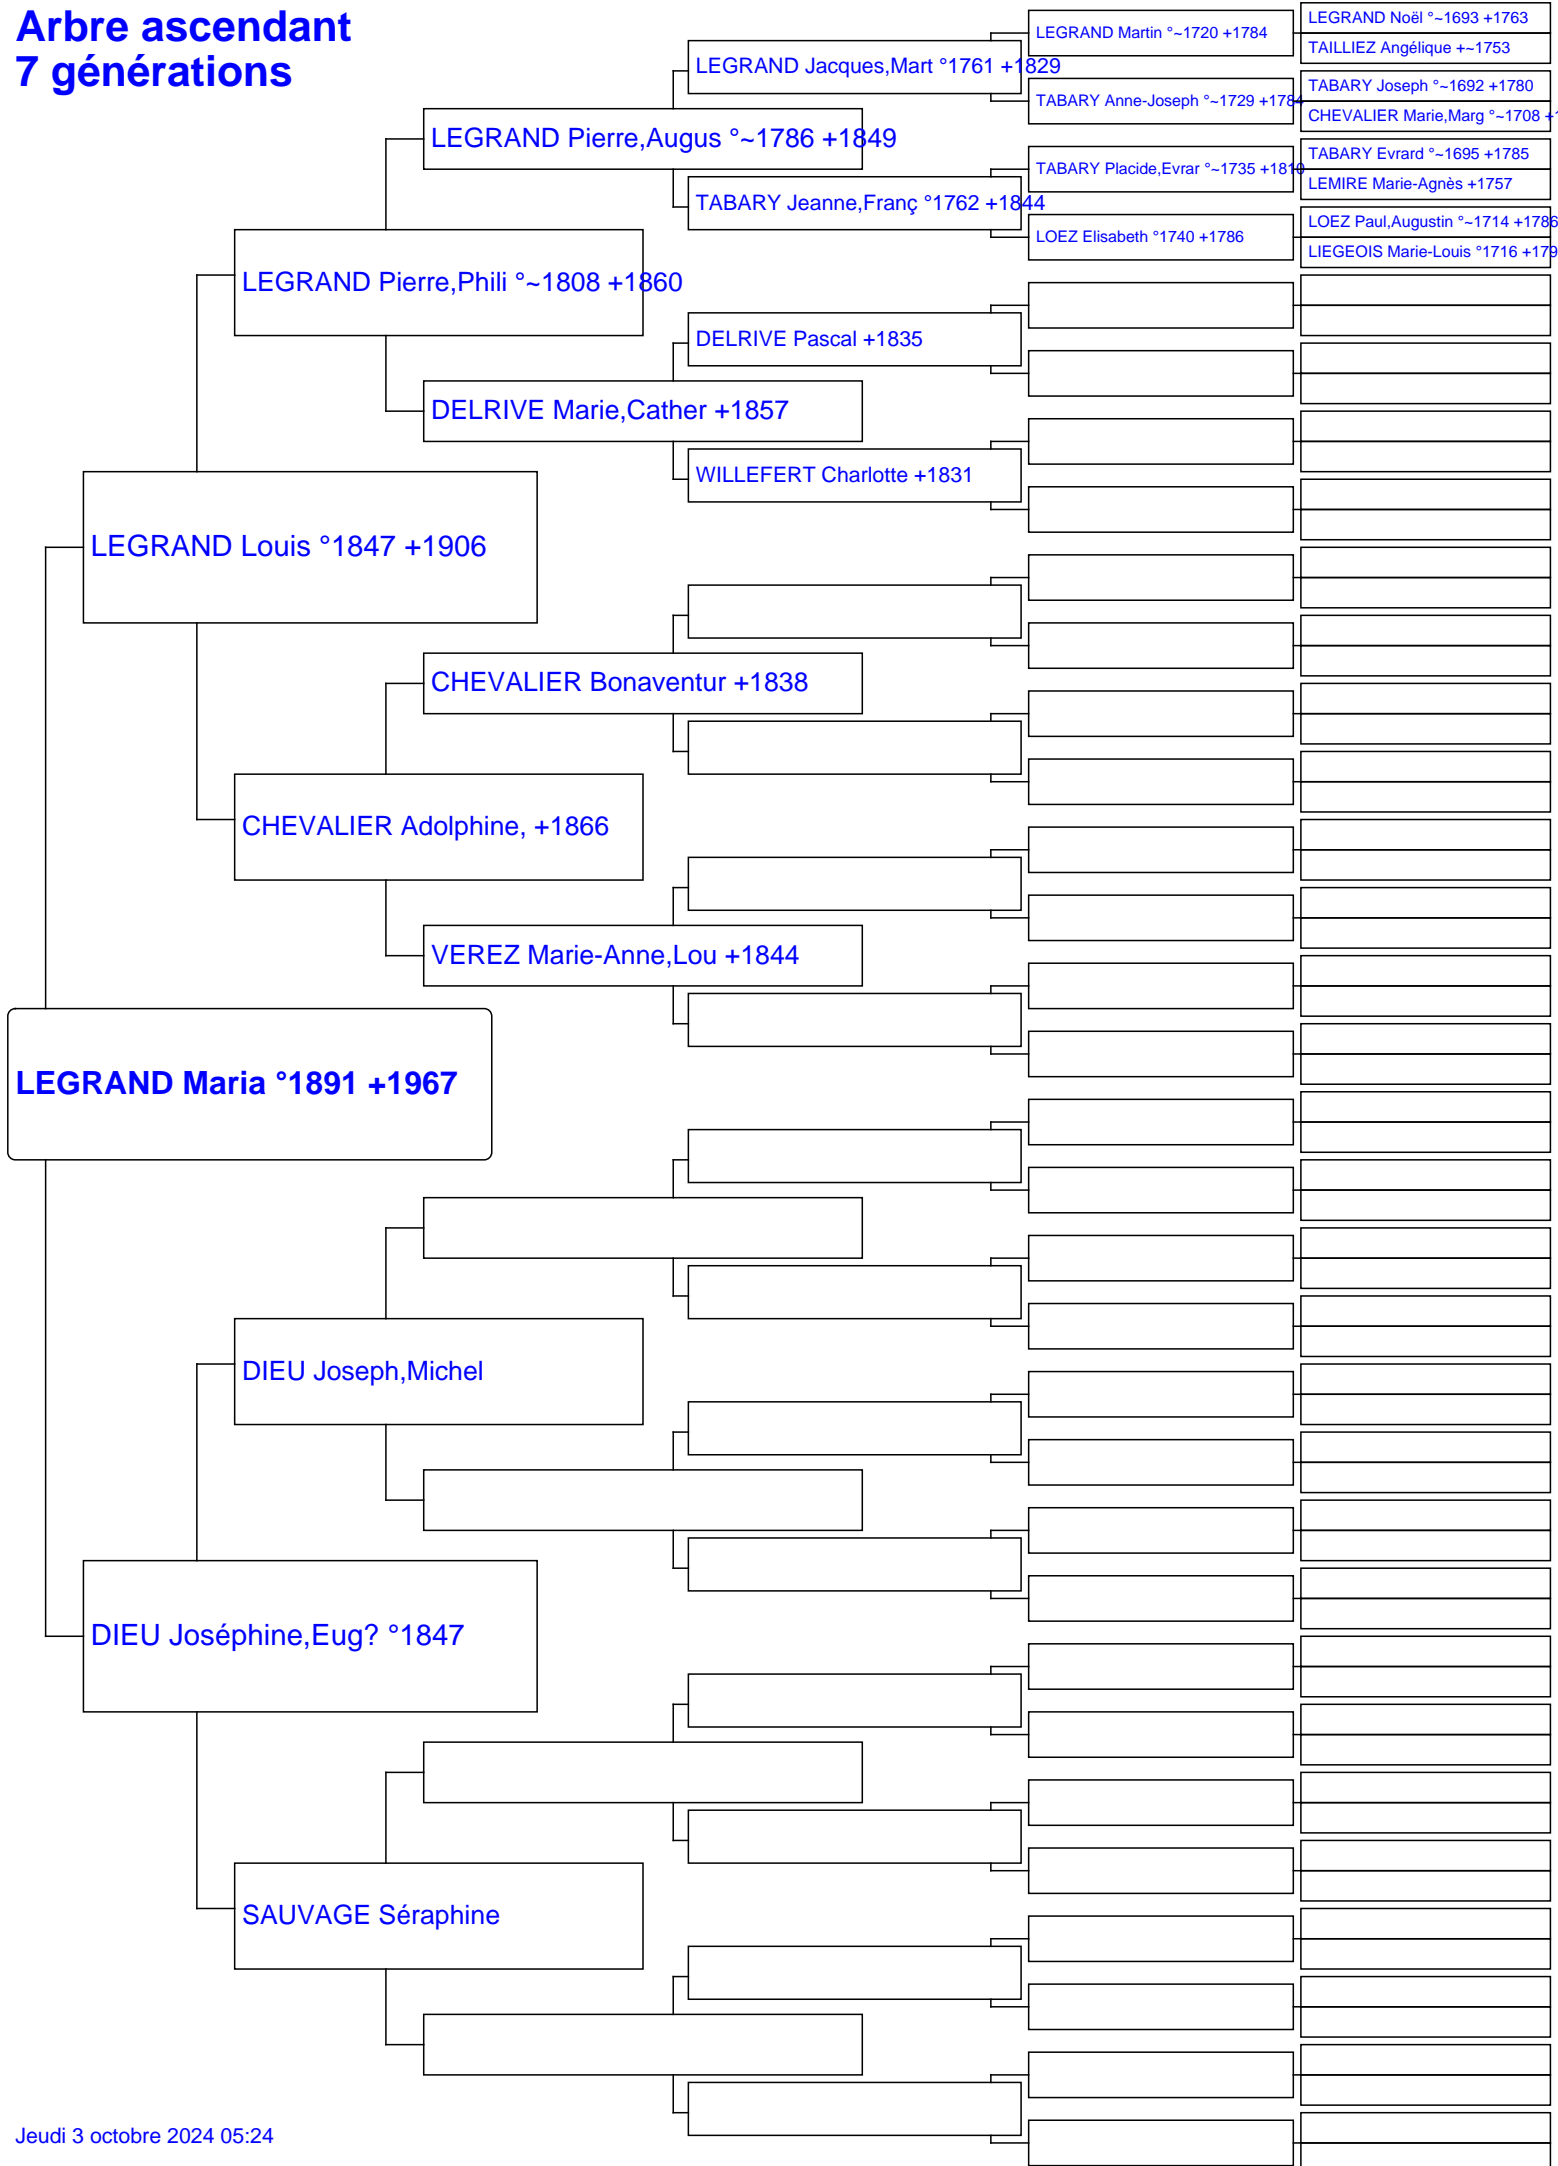 Arbre ascendant
7 générations
LEGRAND Noël °~1693 +1763
LEGRAND Martin °~1720 +1784
TAILLIEZ Angélique +~1753
LEGRAND Jacques,Mart °1761 +1829
TABARY Joseph °~1692 +1780
TABARY Anne-Joseph °~1729 +1784
CHEVALIER Marie,Marg °~1708
LEGRAND Pierre,Augus °~1786 +1849
TABARY Evrard °~1695 +1785
TABARY Placide,Evrar °~1735 +1810
LEMIRE Marie-Agnès +1757
TABARY Jeanne,Franç °1762 +1844
LOEZ Paul,Augustin °~1714 +1786
LOEZ Elisabeth °1740 +1786
LIEGEOIS Marie-Louis °1716 +179
LEGRAND Pierre,Phili °~1808 +1860
DELRIVE Pascal +1835
DELRIVE Marie,Cather +1857
WILLEFERT Charlotte +1831
LEGRAND Louis °1847 +1906
CHEVALIER Bonaventur +1838
CHEVALIER Adolphine, +1866
VEREZ Marie-Anne,Lou +1844
LEGRAND Maria °1891 +1967
DIEU Joseph,Michel
DIEU Joséphine,Eug? °1847
SAUVAGE Séraphine
Jeudi 3 octobre 2024 05:24